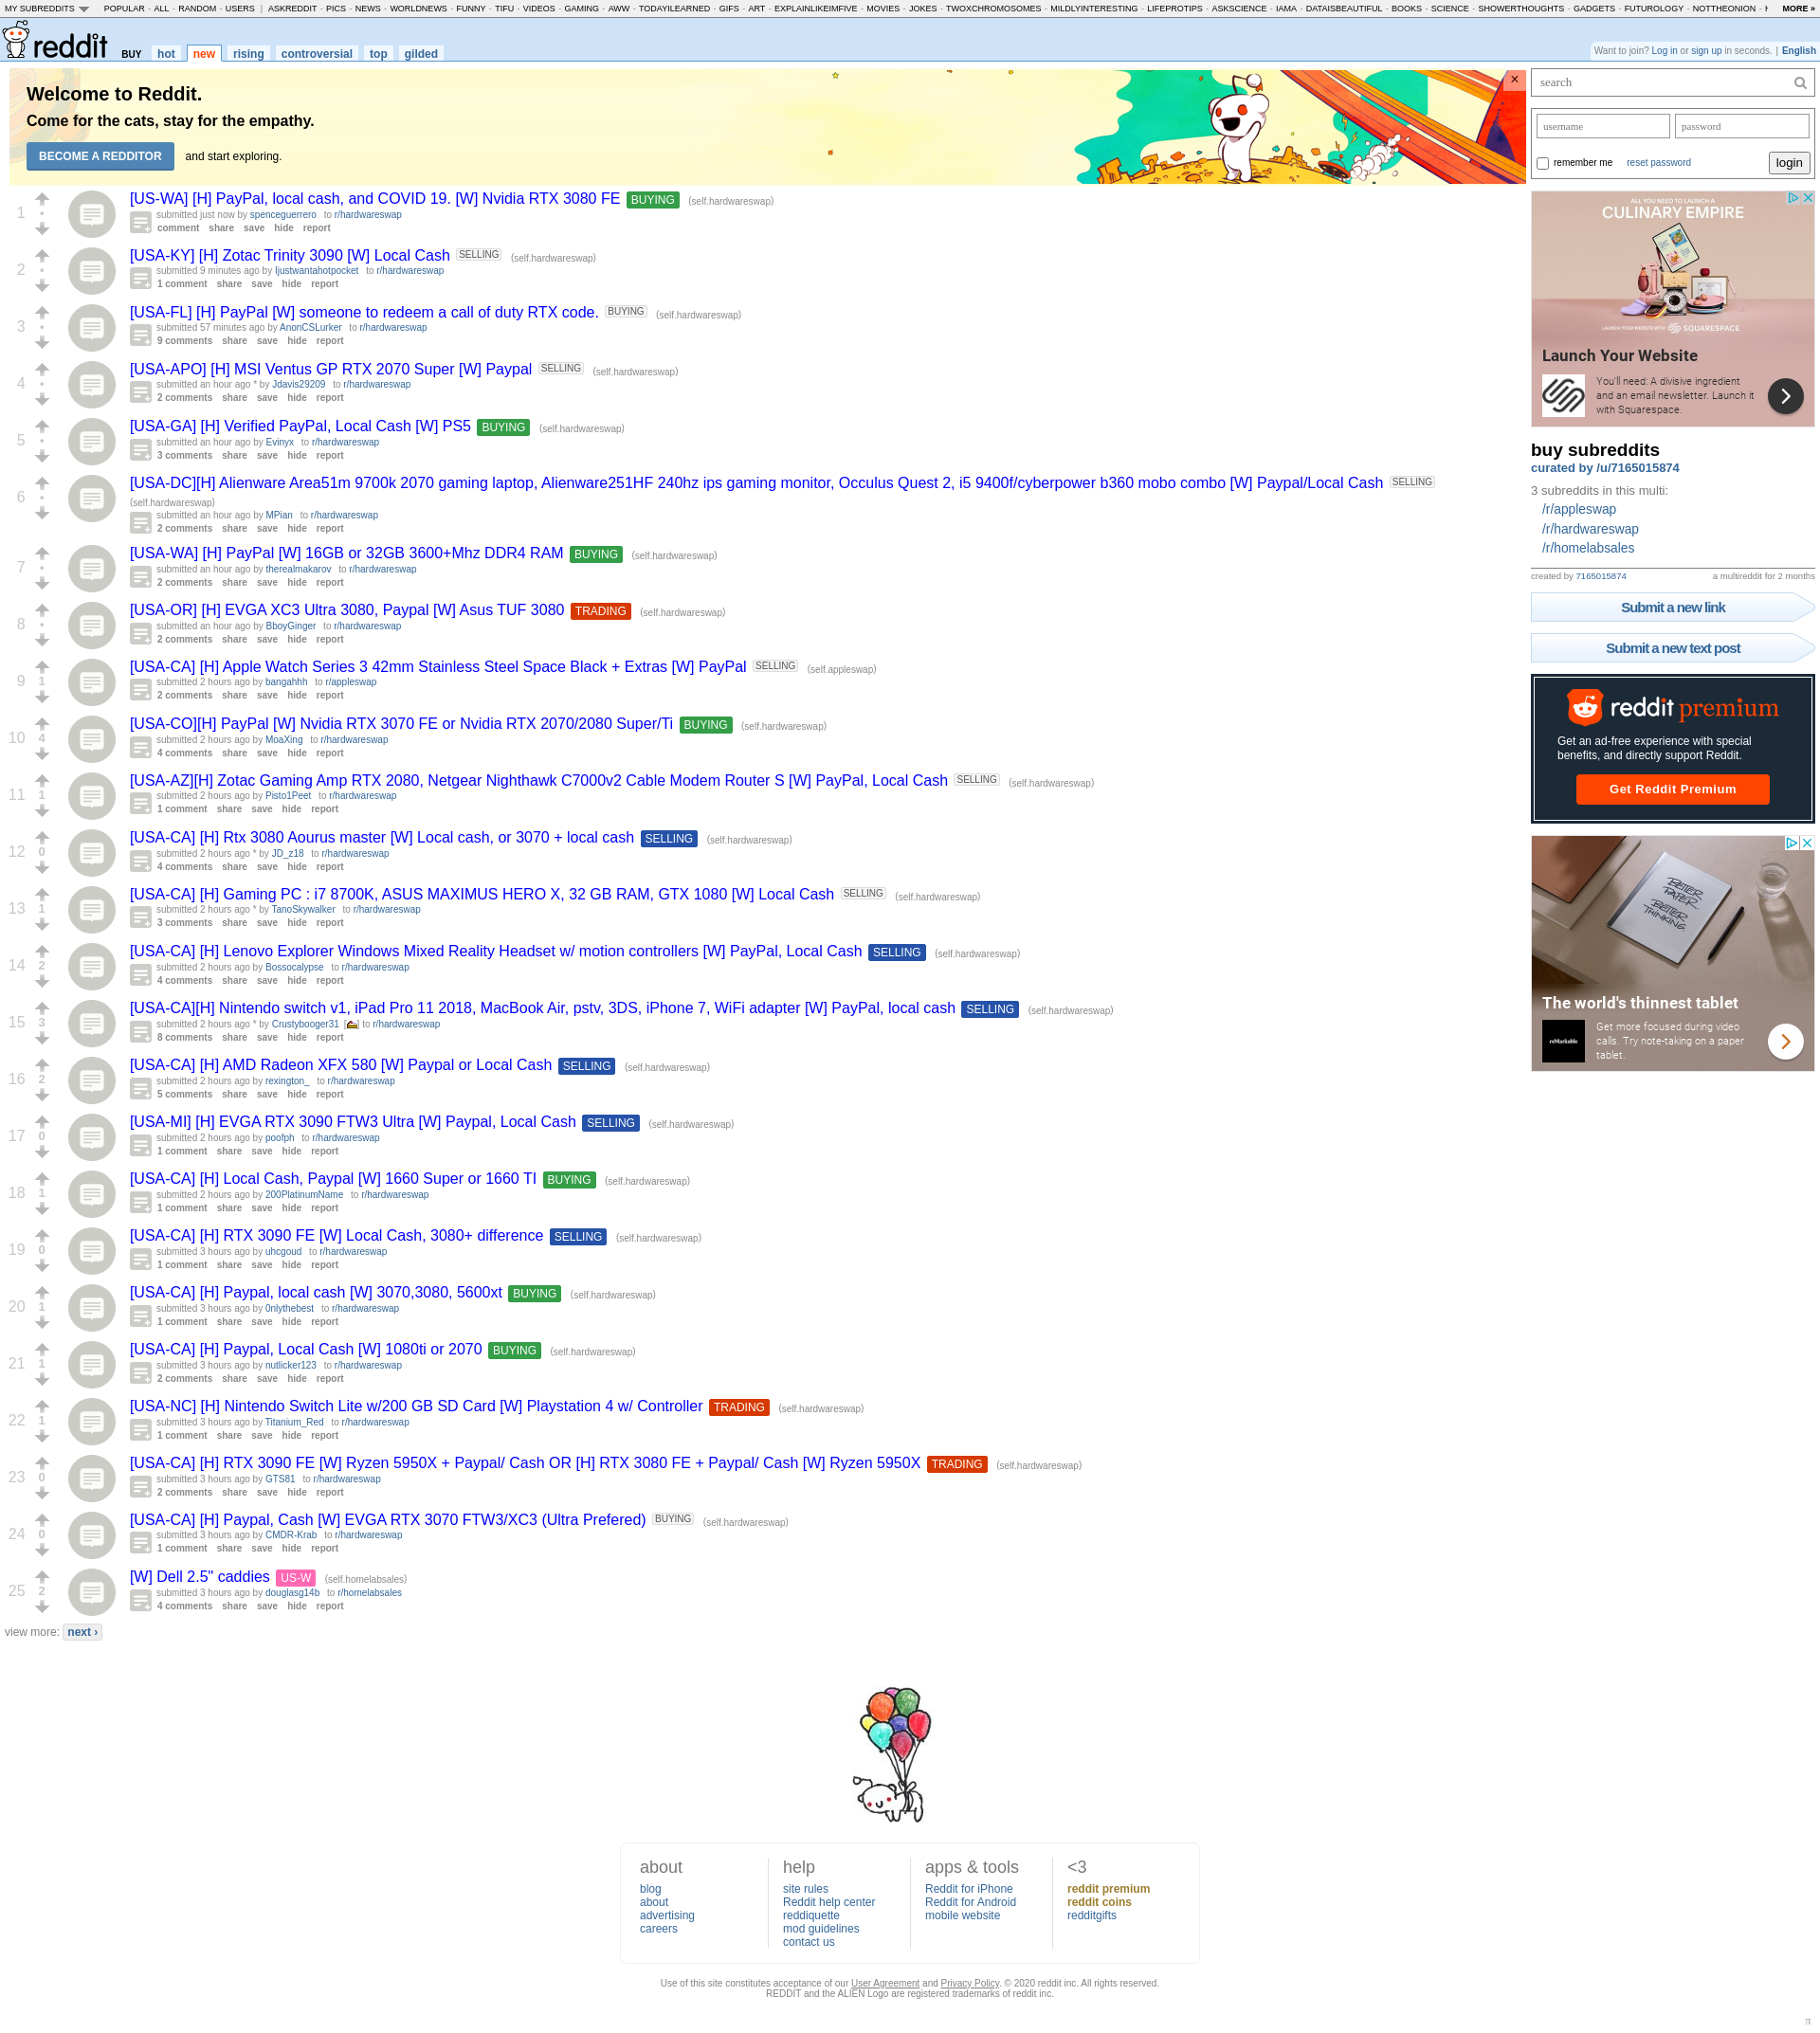 MY SUBREDDITS POPULAR - ALL - RANDOM - USERS | ASKREDDIT - PICS - NEWS - WORLDNEWS - FUNNY - TIFU - VIDEOS - GAMING - AWW - TODAYILEARNED - GIFS - ART - EXPLAINLIKEIMFIVE - MOVIES - JOKES - TWOXCHROMOSOMES - MILDLYINTERESTING - LIFEPROTIPS - ASKSCIENCE - IAMA - DATAISBEAUTIFUL - BOOKS - SCIENCE - SHOWERTHOUGHTS - GADGETS - FUTUROLOGY - NOTTHEONION - MORE »
reddit BUY hot new rising controversial top gilded
Want to join? Log in or sign up in seconds. | English
Welcome to Reddit.
Come for the cats, stay for the empathy.
BECOME A REDDITOR and start exploring.
×
1
[US-WA] [H] PayPal, local cash, and COVID 19. [W] Nvidia RTX 3080 FE BUYING (self.hardwareswap)
submitted just now by spenceguerrero to r/hardwareswap
comment share save hide report
2
[USA-KY] [H] Zotac Trinity 3090 [W] Local Cash SELLING (self.hardwareswap)
submitted 9 minutes ago by Ijustwantahotpocket to r/hardwareswap
1 comment share save hide report
3
[USA-FL] [H] PayPal [W] someone to redeem a call of duty RTX code. BUYING (self.hardwareswap)
submitted 57 minutes ago by AnonCSLurker to r/hardwareswap
9 comments share save hide report
4
[USA-APO] [H] MSI Ventus GP RTX 2070 Super [W] Paypal SELLING (self.hardwareswap)
submitted an hour ago * by Jdavis29209 to r/hardwareswap
2 comments share save hide report
5
[USA-GA] [H] Verified PayPal, Local Cash [W] PS5 BUYING (self.hardwareswap)
submitted an hour ago by Evinyx to r/hardwareswap
3 comments share save hide report
6
[USA-DC][H] Alienware Area51m 9700k 2070 gaming laptop, Alienware251HF 240hz ips gaming monitor, Occulus Quest 2, i5 9400f/cyberpower b360 mobo combo [W] Paypal/Local Cash SELLING
(self.hardwareswap)
submitted an hour ago by MPian to r/hardwareswap
2 comments share save hide report
7
[USA-WA] [H] PayPal [W] 16GB or 32GB 3600+Mhz DDR4 RAM BUYING (self.hardwareswap)
submitted an hour ago by therealmakarov to r/hardwareswap
2 comments share save hide report
8
[USA-OR] [H] EVGA XC3 Ultra 3080, Paypal [W] Asus TUF 3080 TRADING (self.hardwareswap)
submitted an hour ago by BboyGinger to r/hardwareswap
2 comments share save hide report
9 1
[USA-CA] [H] Apple Watch Series 3 42mm Stainless Steel Space Black + Extras [W] PayPal SELLING (self.appleswap)
submitted 2 hours ago by bangahhh to r/appleswap
2 comments share save hide report
10 4
[USA-CO][H] PayPal [W] Nvidia RTX 3070 FE or Nvidia RTX 2070/2080 Super/Ti BUYING (self.hardwareswap)
submitted 2 hours ago by MoaXing to r/hardwareswap
4 comments share save hide report
11 1
[USA-AZ][H] Zotac Gaming Amp RTX 2080, Netgear Nighthawk C7000v2 Cable Modem Router S [W] PayPal, Local Cash SELLING (self.hardwareswap)
submitted 2 hours ago by Pisto1Peet to r/hardwareswap
1 comment share save hide report
12 0
[USA-CA] [H] Rtx 3080 Aourus master [W] Local cash, or 3070 + local cash SELLING (self.hardwareswap)
submitted 2 hours ago * by JD_z18 to r/hardwareswap
4 comments share save hide report
13 1
[USA-CA] [H] Gaming PC : i7 8700K, ASUS MAXIMUS HERO X, 32 GB RAM, GTX 1080 [W] Local Cash SELLING (self.hardwareswap)
submitted 2 hours ago * by TanoSkywalker to r/hardwareswap
3 comments share save hide report
14 2
[USA-CA] [H] Lenovo Explorer Windows Mixed Reality Headset w/ motion controllers [W] PayPal, Local Cash SELLING (self.hardwareswap)
submitted 2 hours ago by Bossocalypse to r/hardwareswap
4 comments share save hide report
15 3
[USA-CA][H] Nintendo switch v1, iPad Pro 11 2018, MacBook Air, pstv, 3DS, iPhone 7, WiFi adapter [W] PayPal, local cash SELLING (self.hardwareswap)
submitted 2 hours ago * by Crustybooger31 [ ] to r/hardwareswap
8 comments share save hide report
16 2
[USA-CA] [H] AMD Radeon XFX 580 [W] Paypal or Local Cash SELLING (self.hardwareswap)
submitted 2 hours ago by rexington_ to r/hardwareswap
5 comments share save hide report
17 0
[USA-MI] [H] EVGA RTX 3090 FTW3 Ultra [W] Paypal, Local Cash SELLING (self.hardwareswap)
submitted 2 hours ago by poofph to r/hardwareswap
1 comment share save hide report
18 1
[USA-CA] [H] Local Cash, Paypal [W] 1660 Super or 1660 TI BUYING (self.hardwareswap)
submitted 2 hours ago by 200PlatinumName to r/hardwareswap
1 comment share save hide report
19 0
[USA-CA] [H] RTX 3090 FE [W] Local Cash, 3080+ difference SELLING (self.hardwareswap)
submitted 3 hours ago by uhcgoud to r/hardwareswap
1 comment share save hide report
20 1
[USA-CA] [H] Paypal, local cash [W] 3070,3080, 5600xt BUYING (self.hardwareswap)
submitted 3 hours ago by 0nlythebest to r/hardwareswap
1 comment share save hide report
21 1
[USA-CA] [H] Paypal, Local Cash [W] 1080ti or 2070 BUYING (self.hardwareswap)
submitted 3 hours ago by nutlicker123 to r/hardwareswap
2 comments share save hide report
22 1
[USA-NC] [H] Nintendo Switch Lite w/200 GB SD Card [W] Playstation 4 w/ Controller TRADING (self.hardwareswap)
submitted 3 hours ago by Titanium_Red to r/hardwareswap
1 comment share save hide report
23 0
[USA-CA] [H] RTX 3090 FE [W] Ryzen 5950X + Paypal/ Cash OR [H] RTX 3080 FE + Paypal/ Cash [W] Ryzen 5950X TRADING (self.hardwareswap)
submitted 3 hours ago by GTS81 to r/hardwareswap
2 comments share save hide report
24 0
[USA-CA] [H] Paypal, Cash [W] EVGA RTX 3070 FTW3/XC3 (Ultra Prefered) BUYING (self.hardwareswap)
submitted 3 hours ago by CMDR-Krab to r/hardwareswap
1 comment share save hide report
25 2
[W] Dell 2.5" caddies US-W (self.homelabsales)
submitted 3 hours ago by douglasg14b to r/homelabsales
4 comments share save hide report
view more: next ›
search
username password
remember me reset password login
ALL YOU NEED TO LAUNCH A
CULINARY EMPIRE
LAUNCH YOUR WEBSITE WITH SQUARESPACE
Launch Your Website
You'll need: A divisive ingredient
and an email newsletter. Launch it
with Squarespace.
buy subreddits
curated by /u/7165015874
3 subreddits in this multi:
/r/appleswap
/r/hardwareswap
/r/homelabsales
created by 7165015874 a multireddit for 2 months
Submit a new link
Submit a new text post
reddit premium
Get an ad-free experience with special
benefits, and directly support Reddit.
Get Reddit Premium
BETTER
PAPER.
BETTER
THINKING.
The world's thinnest tablet
reMarkable
Get more focused during video
calls. Try note-taking on a paper
tablet.
about
blog
about
advertising
careers
help
site rules
Reddit help center
reddiquette
mod guidelines
contact us
apps & tools
Reddit for iPhone
Reddit for Android
mobile website
<3
reddit premium
reddit coins
redditgifts
Use of this site constitutes acceptance of our User Agreement and Privacy Policy. © 2020 reddit inc. All rights reserved.
REDDIT and the ALIEN Logo are registered trademarks of reddit inc.
π